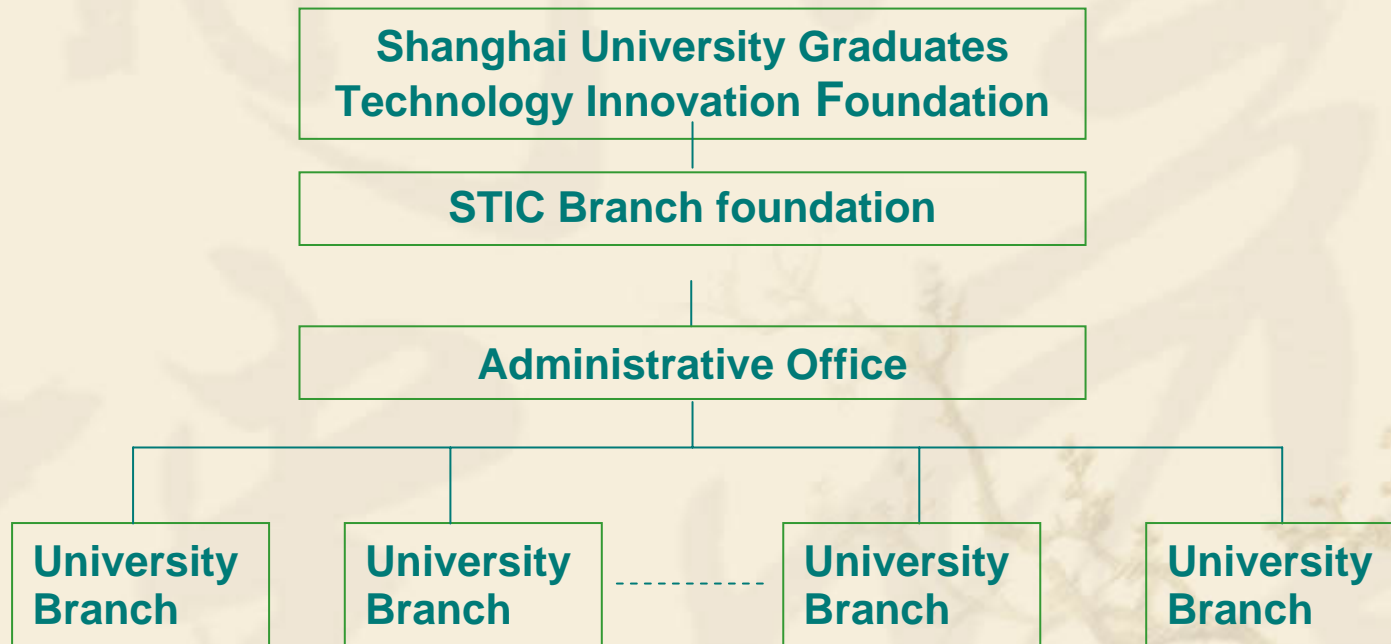 Shanghai University Graduates
Technology Innovation Foundation
STIC Branch foundation
Administrative Office
University
Branch
University
Branch
University
Branch
University
Branch